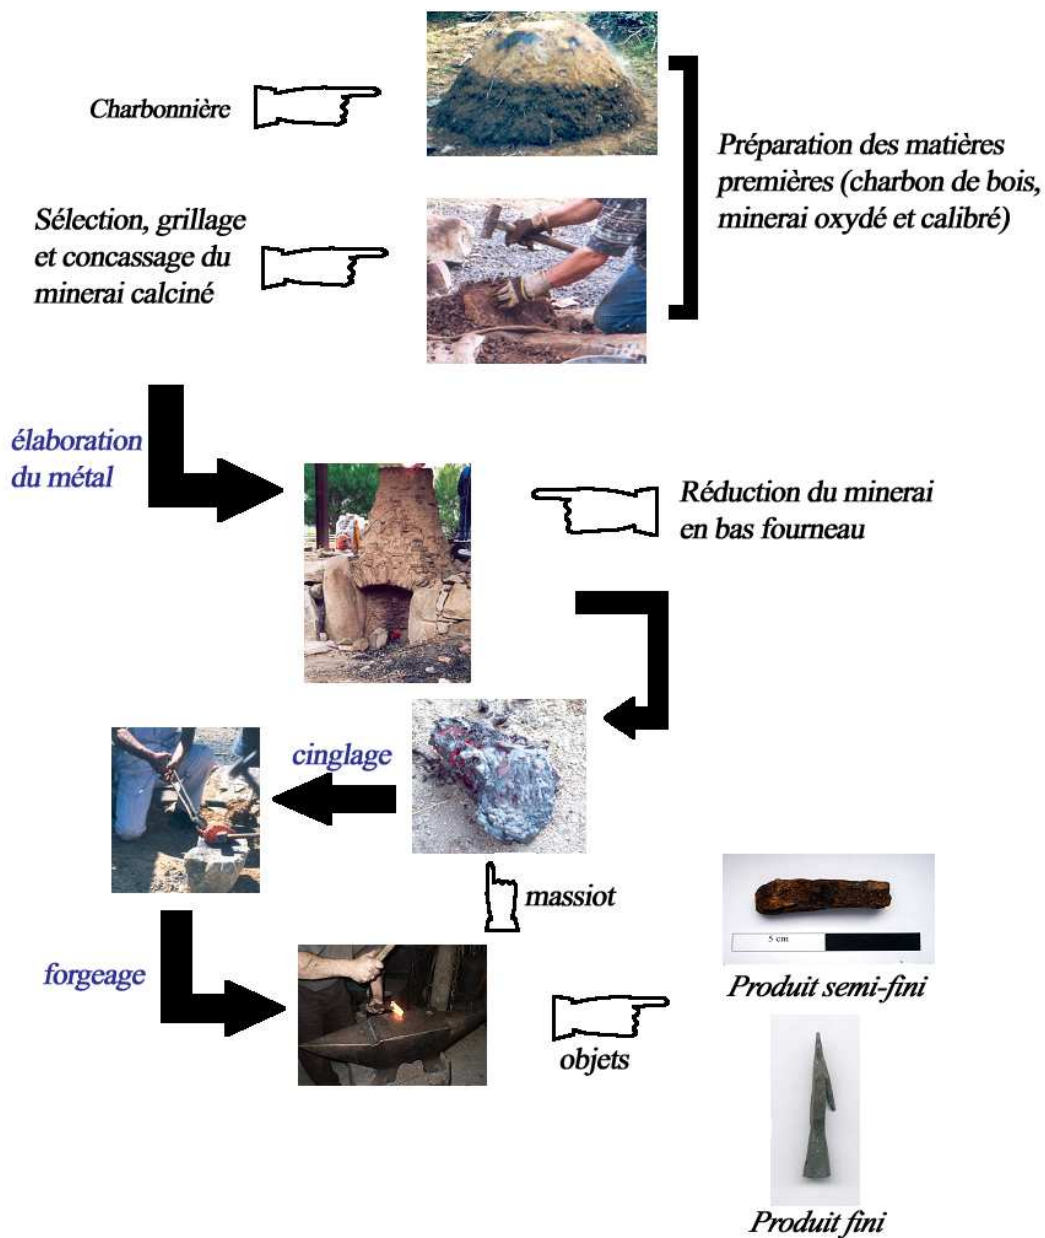 Charbonnière
Préparation des matières
premières (charbon de bois,
minerai oxydé et calibré)
Sélection, grillage
et concassage du
minerai calciné
élaboration
du métal
Réduction du minerai
en bas fourneau
cinglage
massiot
5 cm
Produit semi-fini
forgeage
objets
Produit fini